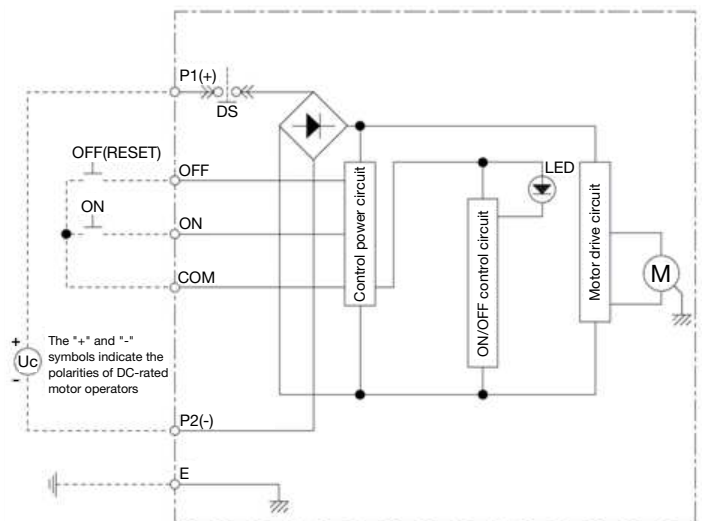 P1(+)
DS
OFF(RESET)
OFF
ON
ON
COM
Control power circuit
LED
ON/OFF control circuit
Motor drive circuit
M
+
Uc
-
The "+" and "-"
symbols indicate the
polarities of DC-rated
motor operators
P2(-)
E